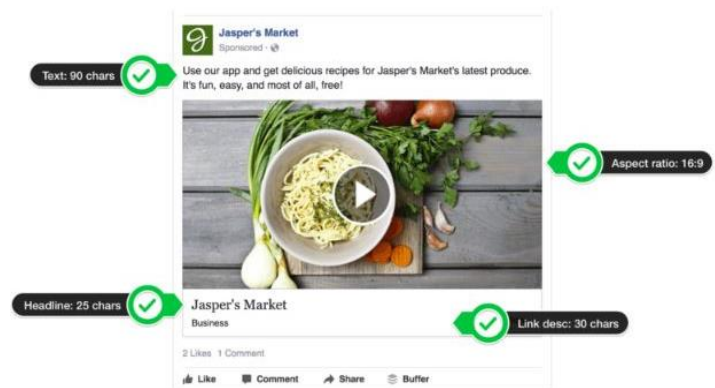 Jasper's Market
Sponsored ·
Text: 90 chars
Use our app and get delicious recipes for Jasper's Market's latest produce.
It's fun, easy, and most of all, free!
Aspect ratio: 16:9
Headline: 25 chars
Jasper's Market
Business
Link desc: 30 chars
2 Likes 1 Comment
Like Comment Share Buffer